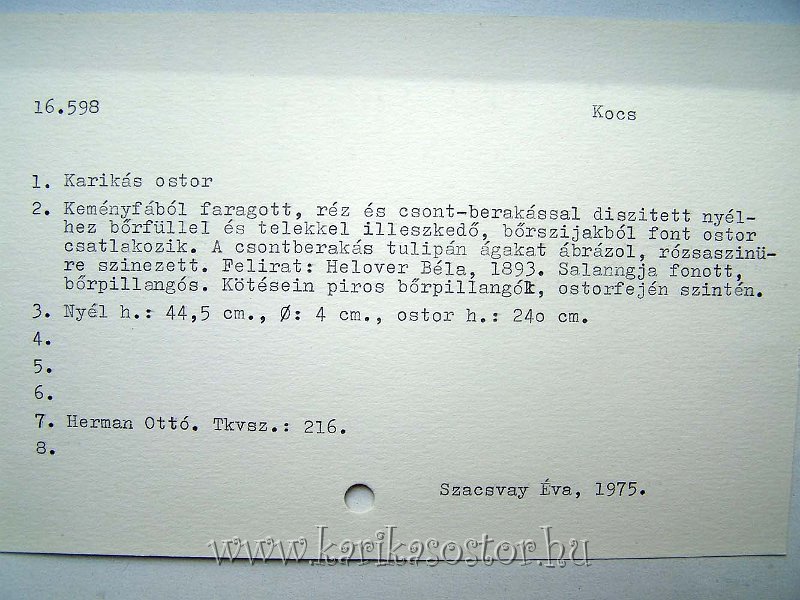 16.598
Kocs
1. Karikás ostor
2. Keményfából faragott, réz és csont-berakással diszitett nyél-
hez bőrfüllel és telekkel illeszkedő, bőrszijakból font ostor
csatlakozik. A csontberakás tulipán ágakat ábrázol, rózsaszinü-
re szinezett. Felirat: Helover Béla, 1893. Salanngja fonott,
bőrpillangós. Kötésein piros bőrpillangók, ostorfején szintén.
3. Nyél h.: 44,5 cm., Ø: 4 cm., ostor h.: 24o cm.
4.
5.
6.
7. Herman Ottó. Tkvsz.: 216.
8.
Szacsvay Éva, 1975.
www.karikasostor.hu